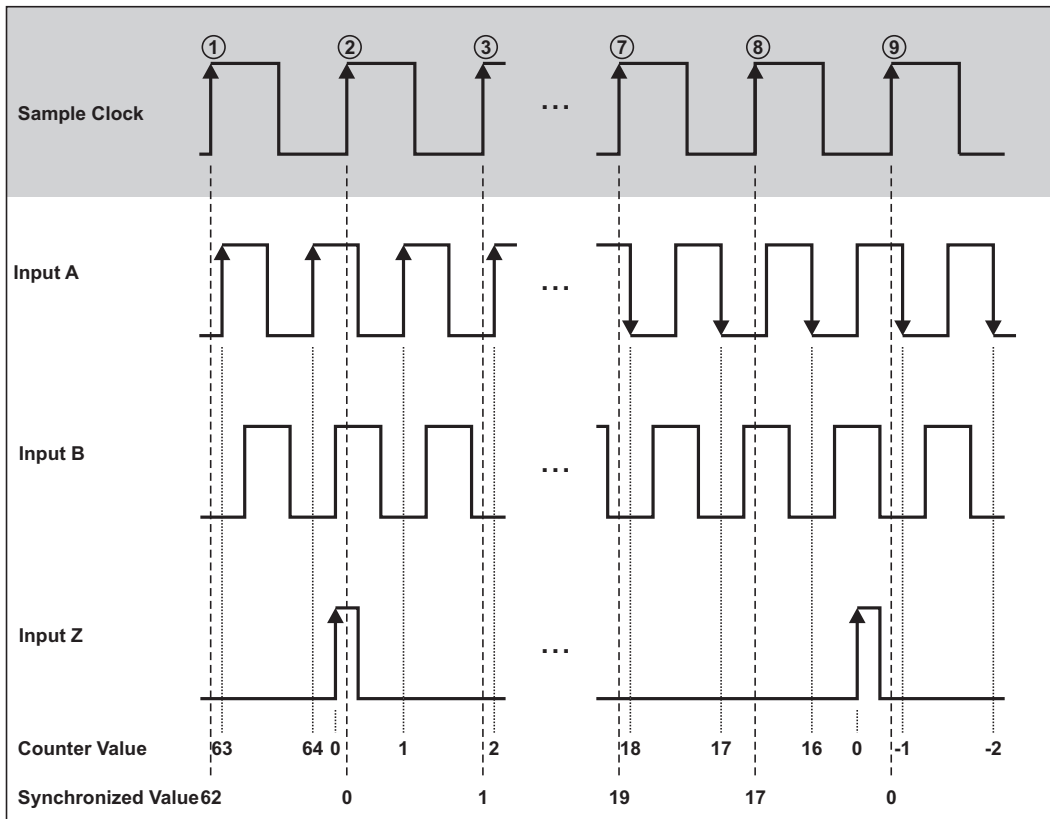 ① ② ③ ⑦ ⑧ ⑨
Sample Clock ...
Input A ...
Input B ...
Input Z ...
Counter Value 63 64 0 1 2 18 17 16 0 -1 -2
Synchronized Value 62 0 1 19 17 0